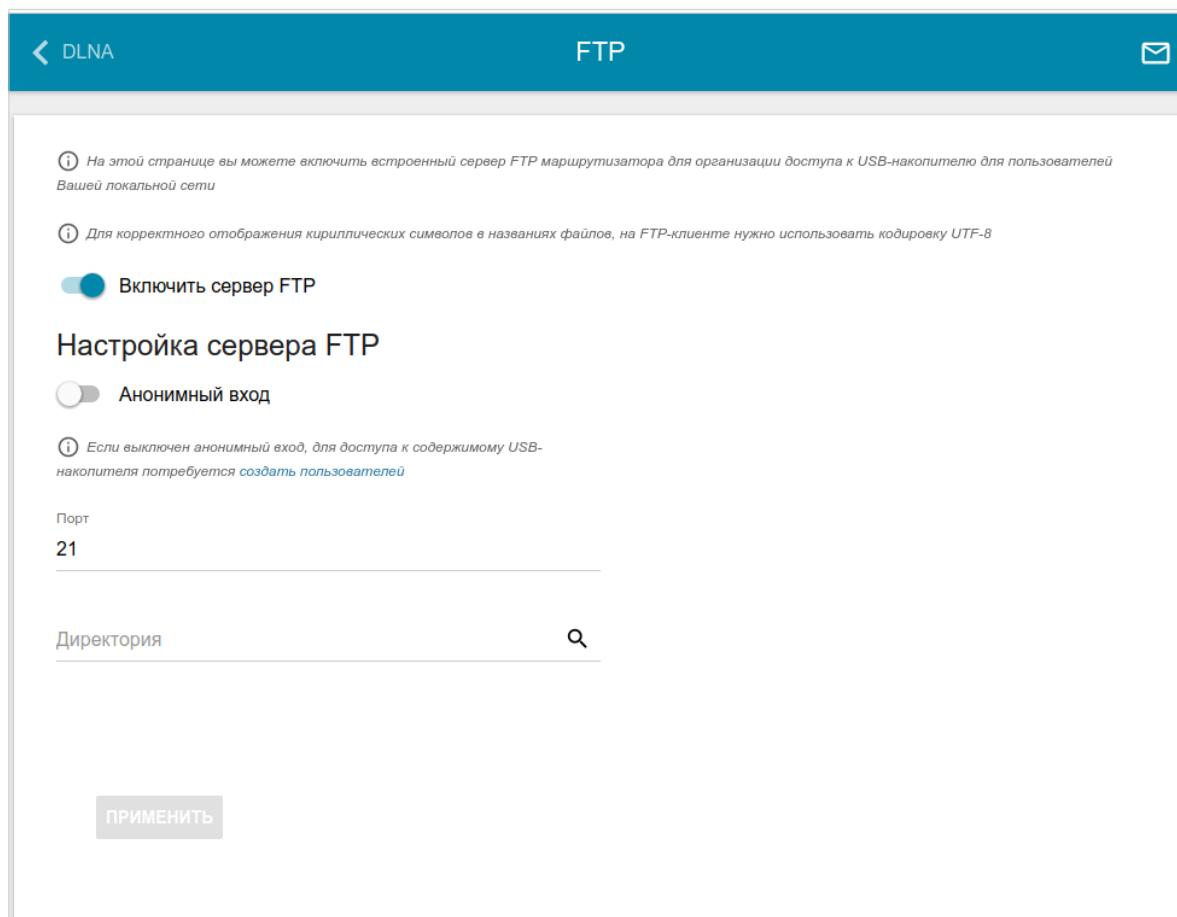 DLNA
FTP
На этой странице вы можете включить встроенный сервер FTP маршрутизатора для организации доступа к USB-накопителю для пользователей
Вашей локальной сети
Для корректного отображения кириллических символов в названиях файлов, на FTP-клиенте нужно использовать кодировку UTF-8
Включить сервер FTP
Настройка сервера FTP
Анонимный вход
Если выключен анонимный вход, для доступа к содержимому USB-
накопителя потребуется создать пользователей
Порт
21
Директория
ПРИМЕНИТЬ